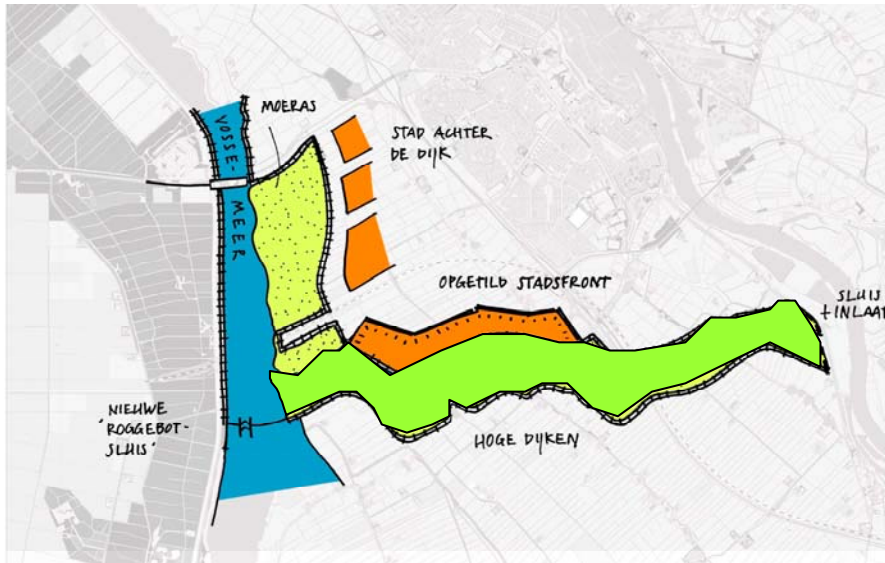 MOERAS
VOSSE-
MEER
STAD ACHTER
DE DIJK
OPGETILD STADSFRONT
SLUIS
+ INLAAT
NIEUWE
'ROGGEBOT-
SLUIS'
HOGE DIJKEN